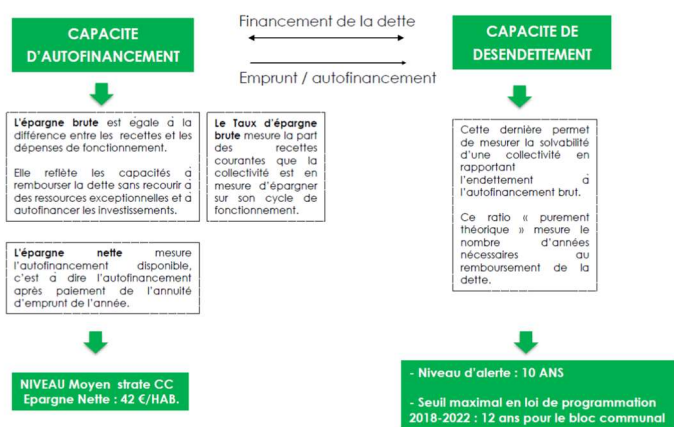 CAPACITE
D'AUTOFINANCEMENT
Financement de la dette
Emprunt / autofinancement
CAPACITE DE
DESENDETTEMENT
L'épargne brute est égale à la
différence entre les recettes et les
dépenses de fonctionnement.
Elle reflète les capacités à
rembourser la dette sans recourir à
des ressources exceptionnelles et à
autofinancer les investissements.
Le Taux d'épargne
brute mesure la part
des recettes
courantes que la
collectivité est en
mesure d'épargner
sur son cycle de
fonctionnement.
L'épargne nette mesure
l'autofinancement disponible,
c'est à dire l'autofinancement
après paiement de l'annuité
d'emprunt de l'année.
Cette dernière permet
de mesurer la solvabilité
d'une collectivité en
rapportant
l'endettement à
l'autofinancement brut.
Ce ratio « purement
théorique » mesure le
nombre d'années
nécessaires au
remboursement de la
dette.
NIVEAU Moyen strate CC
Epargne Nette : 42 €/HAB.
- Niveau d'alerte : 10 ANS
- Seuil maximal en loi de programmation
2018-2022 : 12 ans pour le bloc communal